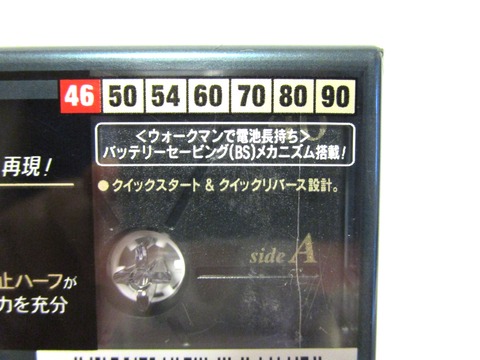 46 50 54 60 70 80 90
＜ウォークマンで電池長持ち＞
バッテリーセービング(BS)メカニズム搭載!
再現!
● クイックスタート & クイックリバース設計。
side A
止ハーフが
力を充分